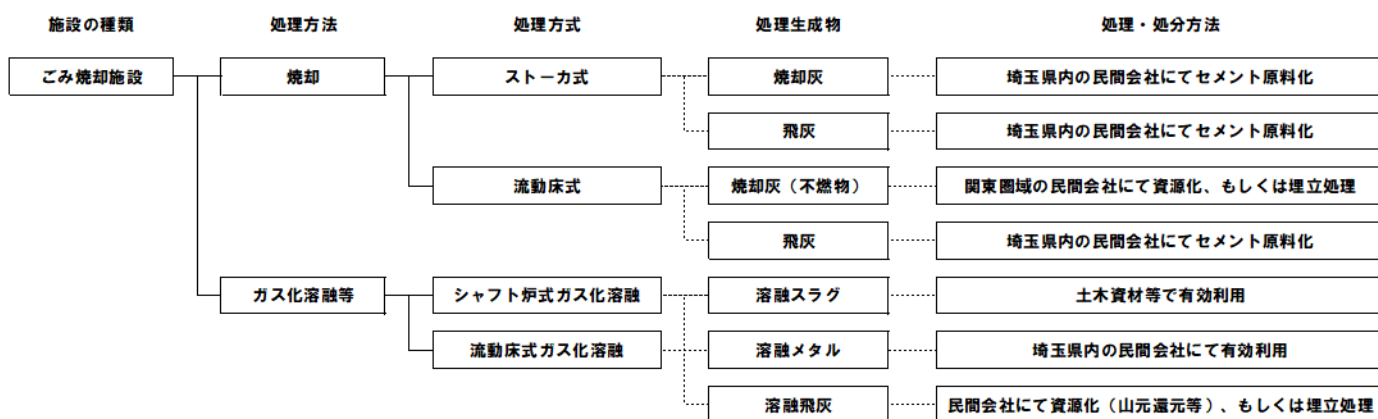 施設の種類 処理方法 処理方式 処理生成物 処理・処分方法
ごみ焼却施設 焼却 ストーカ式 焼却灰 埼玉県内の民間会社にてセメント原料化
飛灰 埼玉県内の民間会社にてセメント原料化
流動床式 焼却灰（不燃物） 関東圏域の民間会社にて資源化、もしくは埋立処理
飛灰 埼玉県内の民間会社にてセメント原料化
ガス化溶融等 シャフト炉式ガス化溶融 溶融スラグ 土木資材等で有効利用
流動床式ガス化溶融 溶融メタル 埼玉県内の民間会社にて有効利用
溶融飛灰 民間会社にて資源化（山元還元等）、もしくは埋立処理